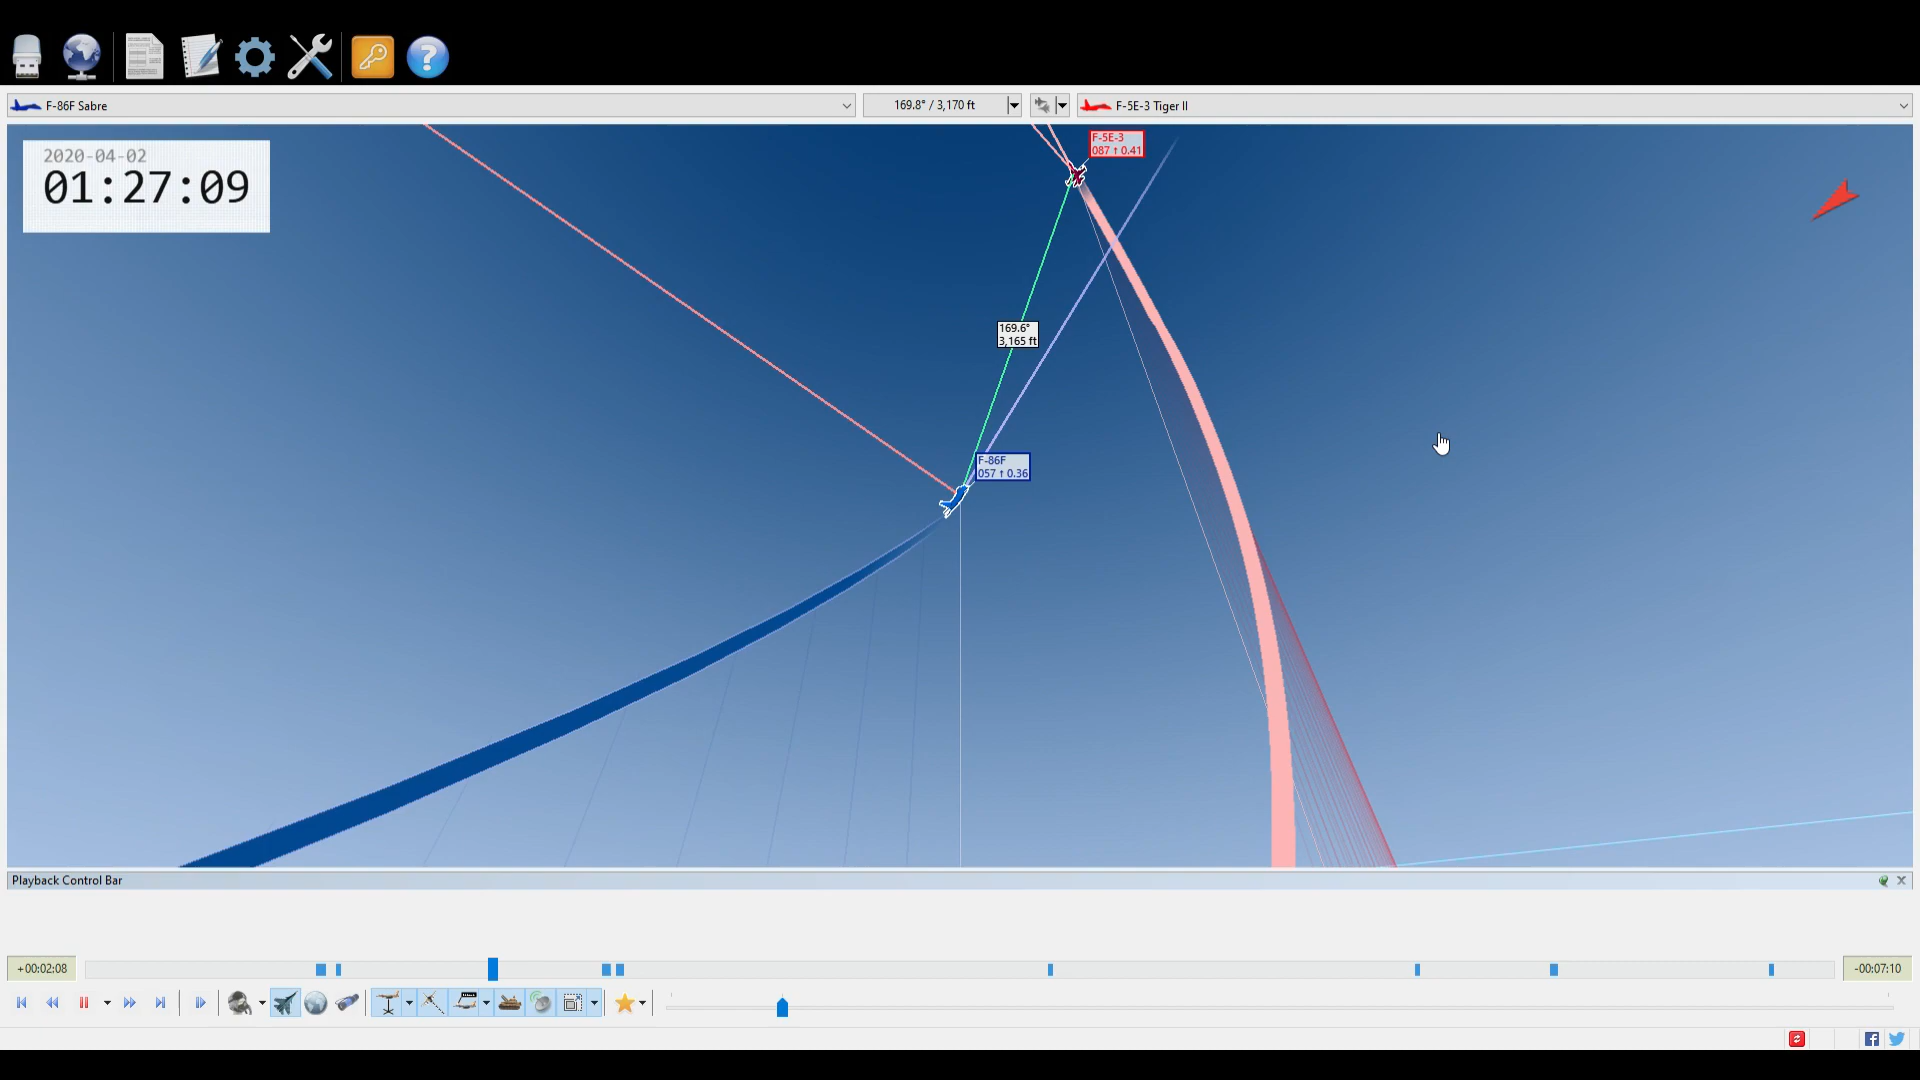 F-86F Sabre
169.8° / 3,170 ft
F-5E-3 Tiger II
2020-04-02
01:27:09
F-5E-3
087 ↑ 0.41
169.6°
3,165 ft
F-86F
057 ↑ 0.36
Playback Control Bar
+00:02:08
-00:07:10